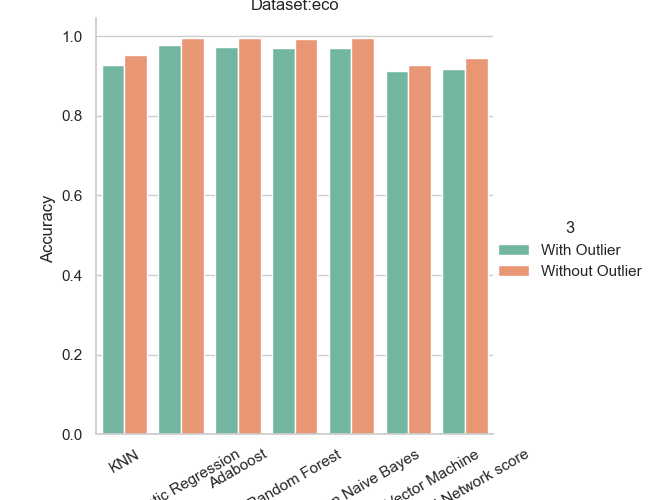 Dataset:eco
1.0
0.8
0.6
0.4
0.2
0.0
Accuracy
3
With Outlier
Without Outlier
KNN
tic Regression
Adaboost
Random Forest
n Naive Bayes
Vector Machine
l Network score